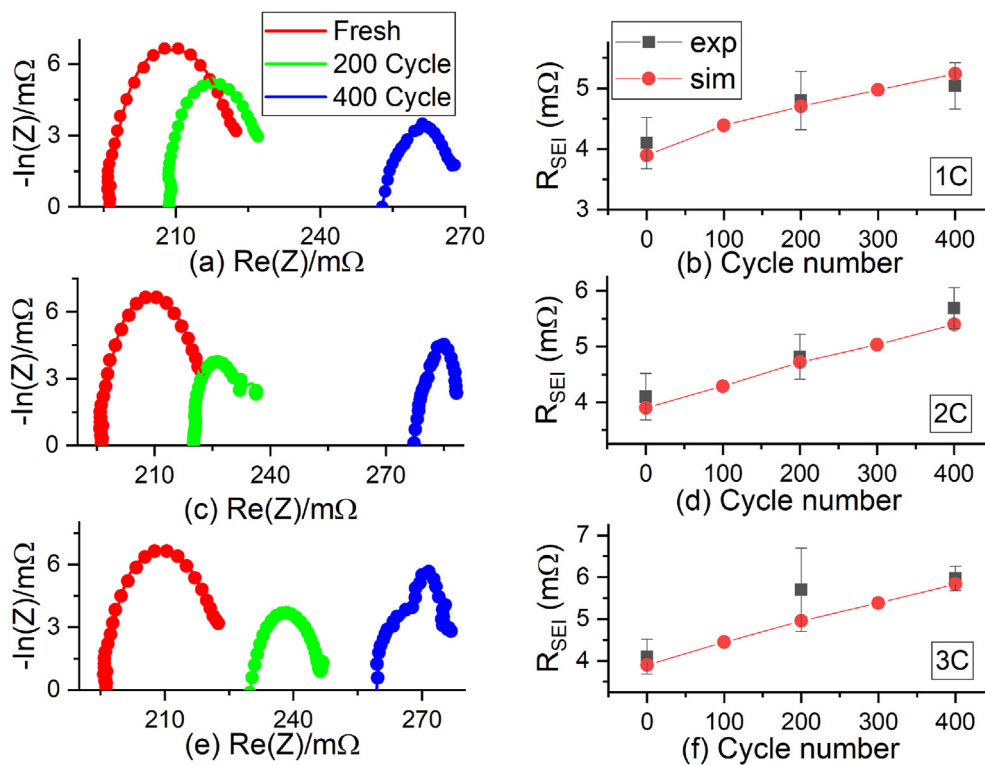 Fresh
200 Cycle
400 Cycle
-In(Z)/mΩ
6
3
0
210
240
270
(a) Re(Z)/mΩ
exp
sim
R_SEI (mΩ)
5
4
3
1C
0
100
200
300
400
(b) Cycle number
-In(Z)/mΩ
6
3
0
210
240
270
(c) Re(Z)/mΩ
R_SEI (mΩ)
6
5
4
2C
0
100
200
300
400
(d) Cycle number
-In(Z)/mΩ
6
3
0
210
240
270
(e) Re(Z)/mΩ
R_SEI (mΩ)
7
6
5
4
3C
0
100
200
300
400
(f) Cycle number